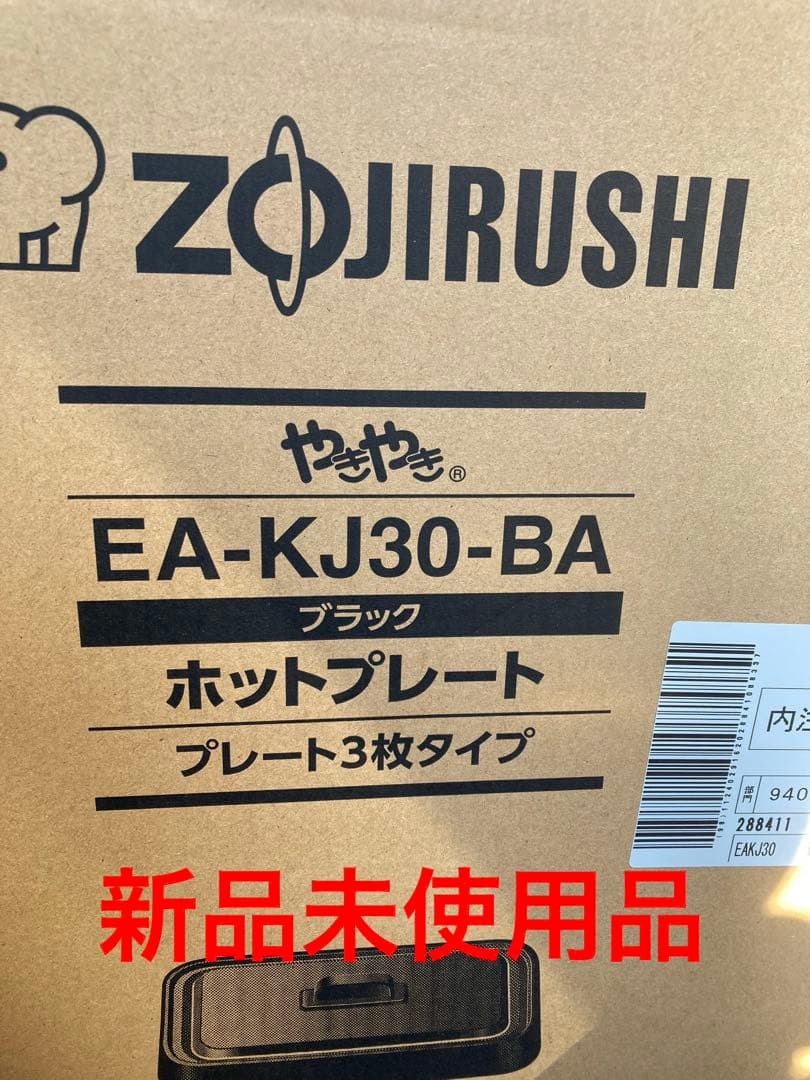 ZOJIRUSHI
やきやき®
EA-KJ30-BA
ブラック
ホットプレート
プレート3枚タイプ
内注
部門 940
288411
EAKJ30
新品未使用品